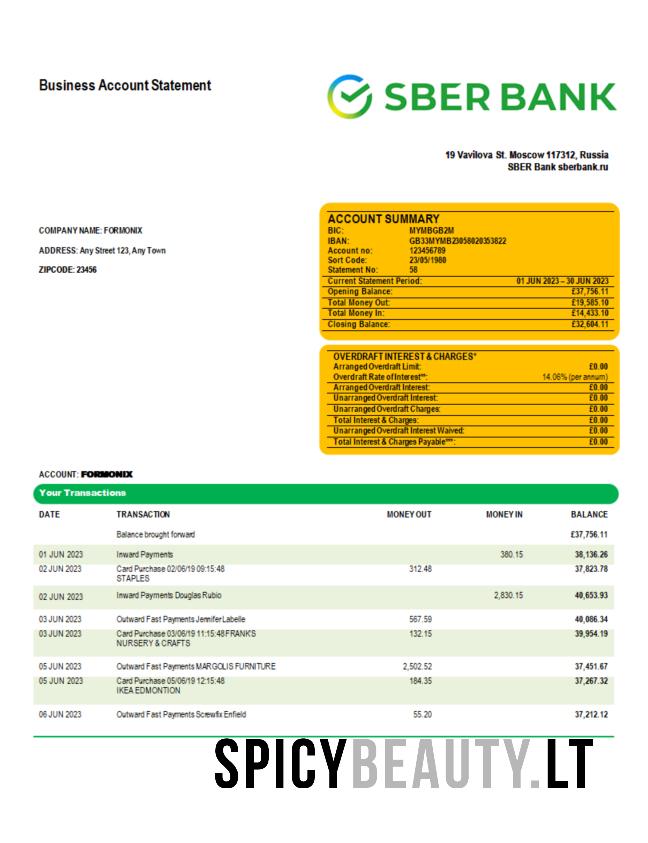 Business Account Statement
SBER BANK
19 Vavilova St. Moscow 117312, Russia
SBER Bank sberbank.ru
COMPANY NAME: FORMONIX
ADDRESS: Any Street 123, Any Town
ZIPCODE: 23456
ACCOUNT SUMMARY
BIC: MYMBGB2M
IBAN: GB33MYMB23058020353822
Account no: 123456789
Sort Code: 23/05/1980
Statement No: 58
Current Statement Period: 01 JUN 2023 – 30 JUN 2023
Opening Balance: £37,756.11
Total Money Out: £19,585.10
Total Money In: £14,433.10
Closing Balance: £32,604.11
OVERDRAFT INTEREST & CHARGES*
Arranged Overdraft Limit: £0.00
Overdraft Rate of Interest**: 14.06% (per annum)
Arranged Overdraft Interest: £0.00
Unarranged Overdraft Interest: £0.00
Unarranged Overdraft Charges: £0.00
Total Interest & Charges: £0.00
Unarranged Overdraft Interest Waived: £0.00
Total Interest & Charges Payable***: £0.00
ACCOUNT: FORMONIX
Your Transactions
DATE TRANSACTION MONEY OUT MONEY IN BALANCE
Balance brought forward £37,756.11
01 JUN 2023 Inward Payments 380.15 38,136.26
02 JUN 2023 Card Purchase 02/06/19 09:15:48 312.48 37,823.78
STAPLES
02 JUN 2023 Inward Payments Douglas Rubio 2,830.15 40,653.93
03 JUN 2023 Outward Fast Payments Jennifer Labelle 567.59 40,086.34
03 JUN 2023 Card Purchase 03/06/19 11:15:48 FRANK'S 132.15 39,954.19
NURSERY & CRAFTS
05 JUN 2023 Outward Fast Payments MARGOLIS FURNITURE 2,502.52 37,451.67
05 JUN 2023 Card Purchase 05/06/19 12:15:48 184.35 37,267.32
IKEA EDMONTION
06 JUN 2023 Outward Fast Payments Screwfix Enfield 55.20 37,212.12
SPICYBEAUTY.LT